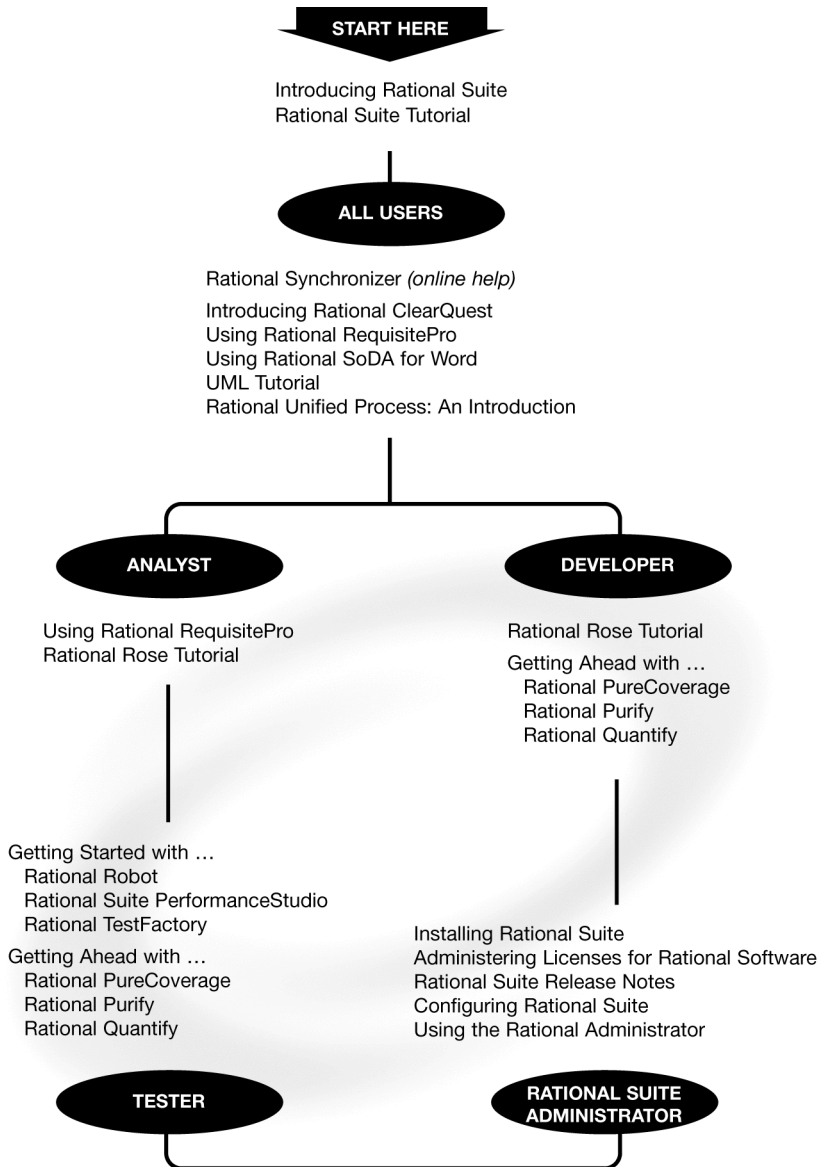 START HERE
Introducing Rational Suite
Rational Suite Tutorial
ALL USERS
Rational Synchronizer (online help)
Introducing Rational ClearQuest
Using Rational RequisitePro
Using Rational SoDA for Word
UML Tutorial
Rational Unified Process: An Introduction
ANALYST
Using Rational RequisitePro
Rational Rose Tutorial
DEVELOPER
Rational Rose Tutorial
Getting Ahead with …
Rational PureCoverage
Rational Purify
Rational Quantify
Getting Started with …
Rational Robot
Rational Suite PerformanceStudio
Rational TestFactory
Getting Ahead with …
Rational PureCoverage
Rational Purify
Rational Quantify
TESTER
Installing Rational Suite
Administering Licenses for Rational Software
Rational Suite Release Notes
Configuring Rational Suite
Using the Rational Administrator
RATIONAL SUITE
ADMINISTRATOR